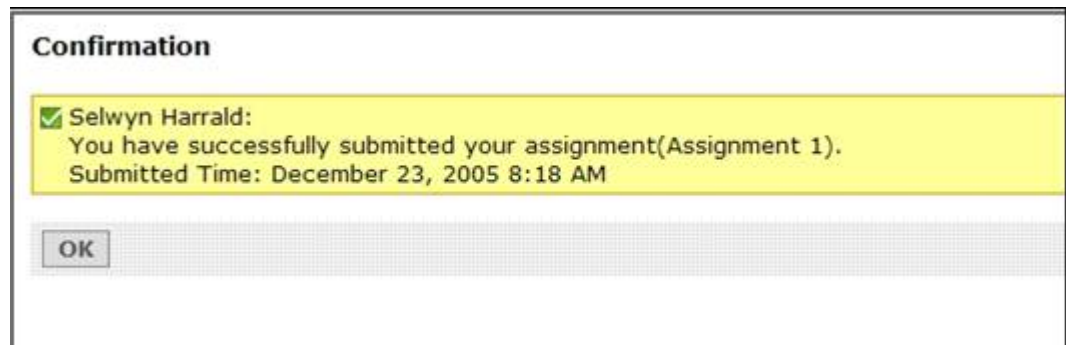 Confirmation
Selwyn Harrald:
You have successfully submitted your assignment(Assignment 1).
Submitted Time: December 23, 2005 8:18 AM
OK